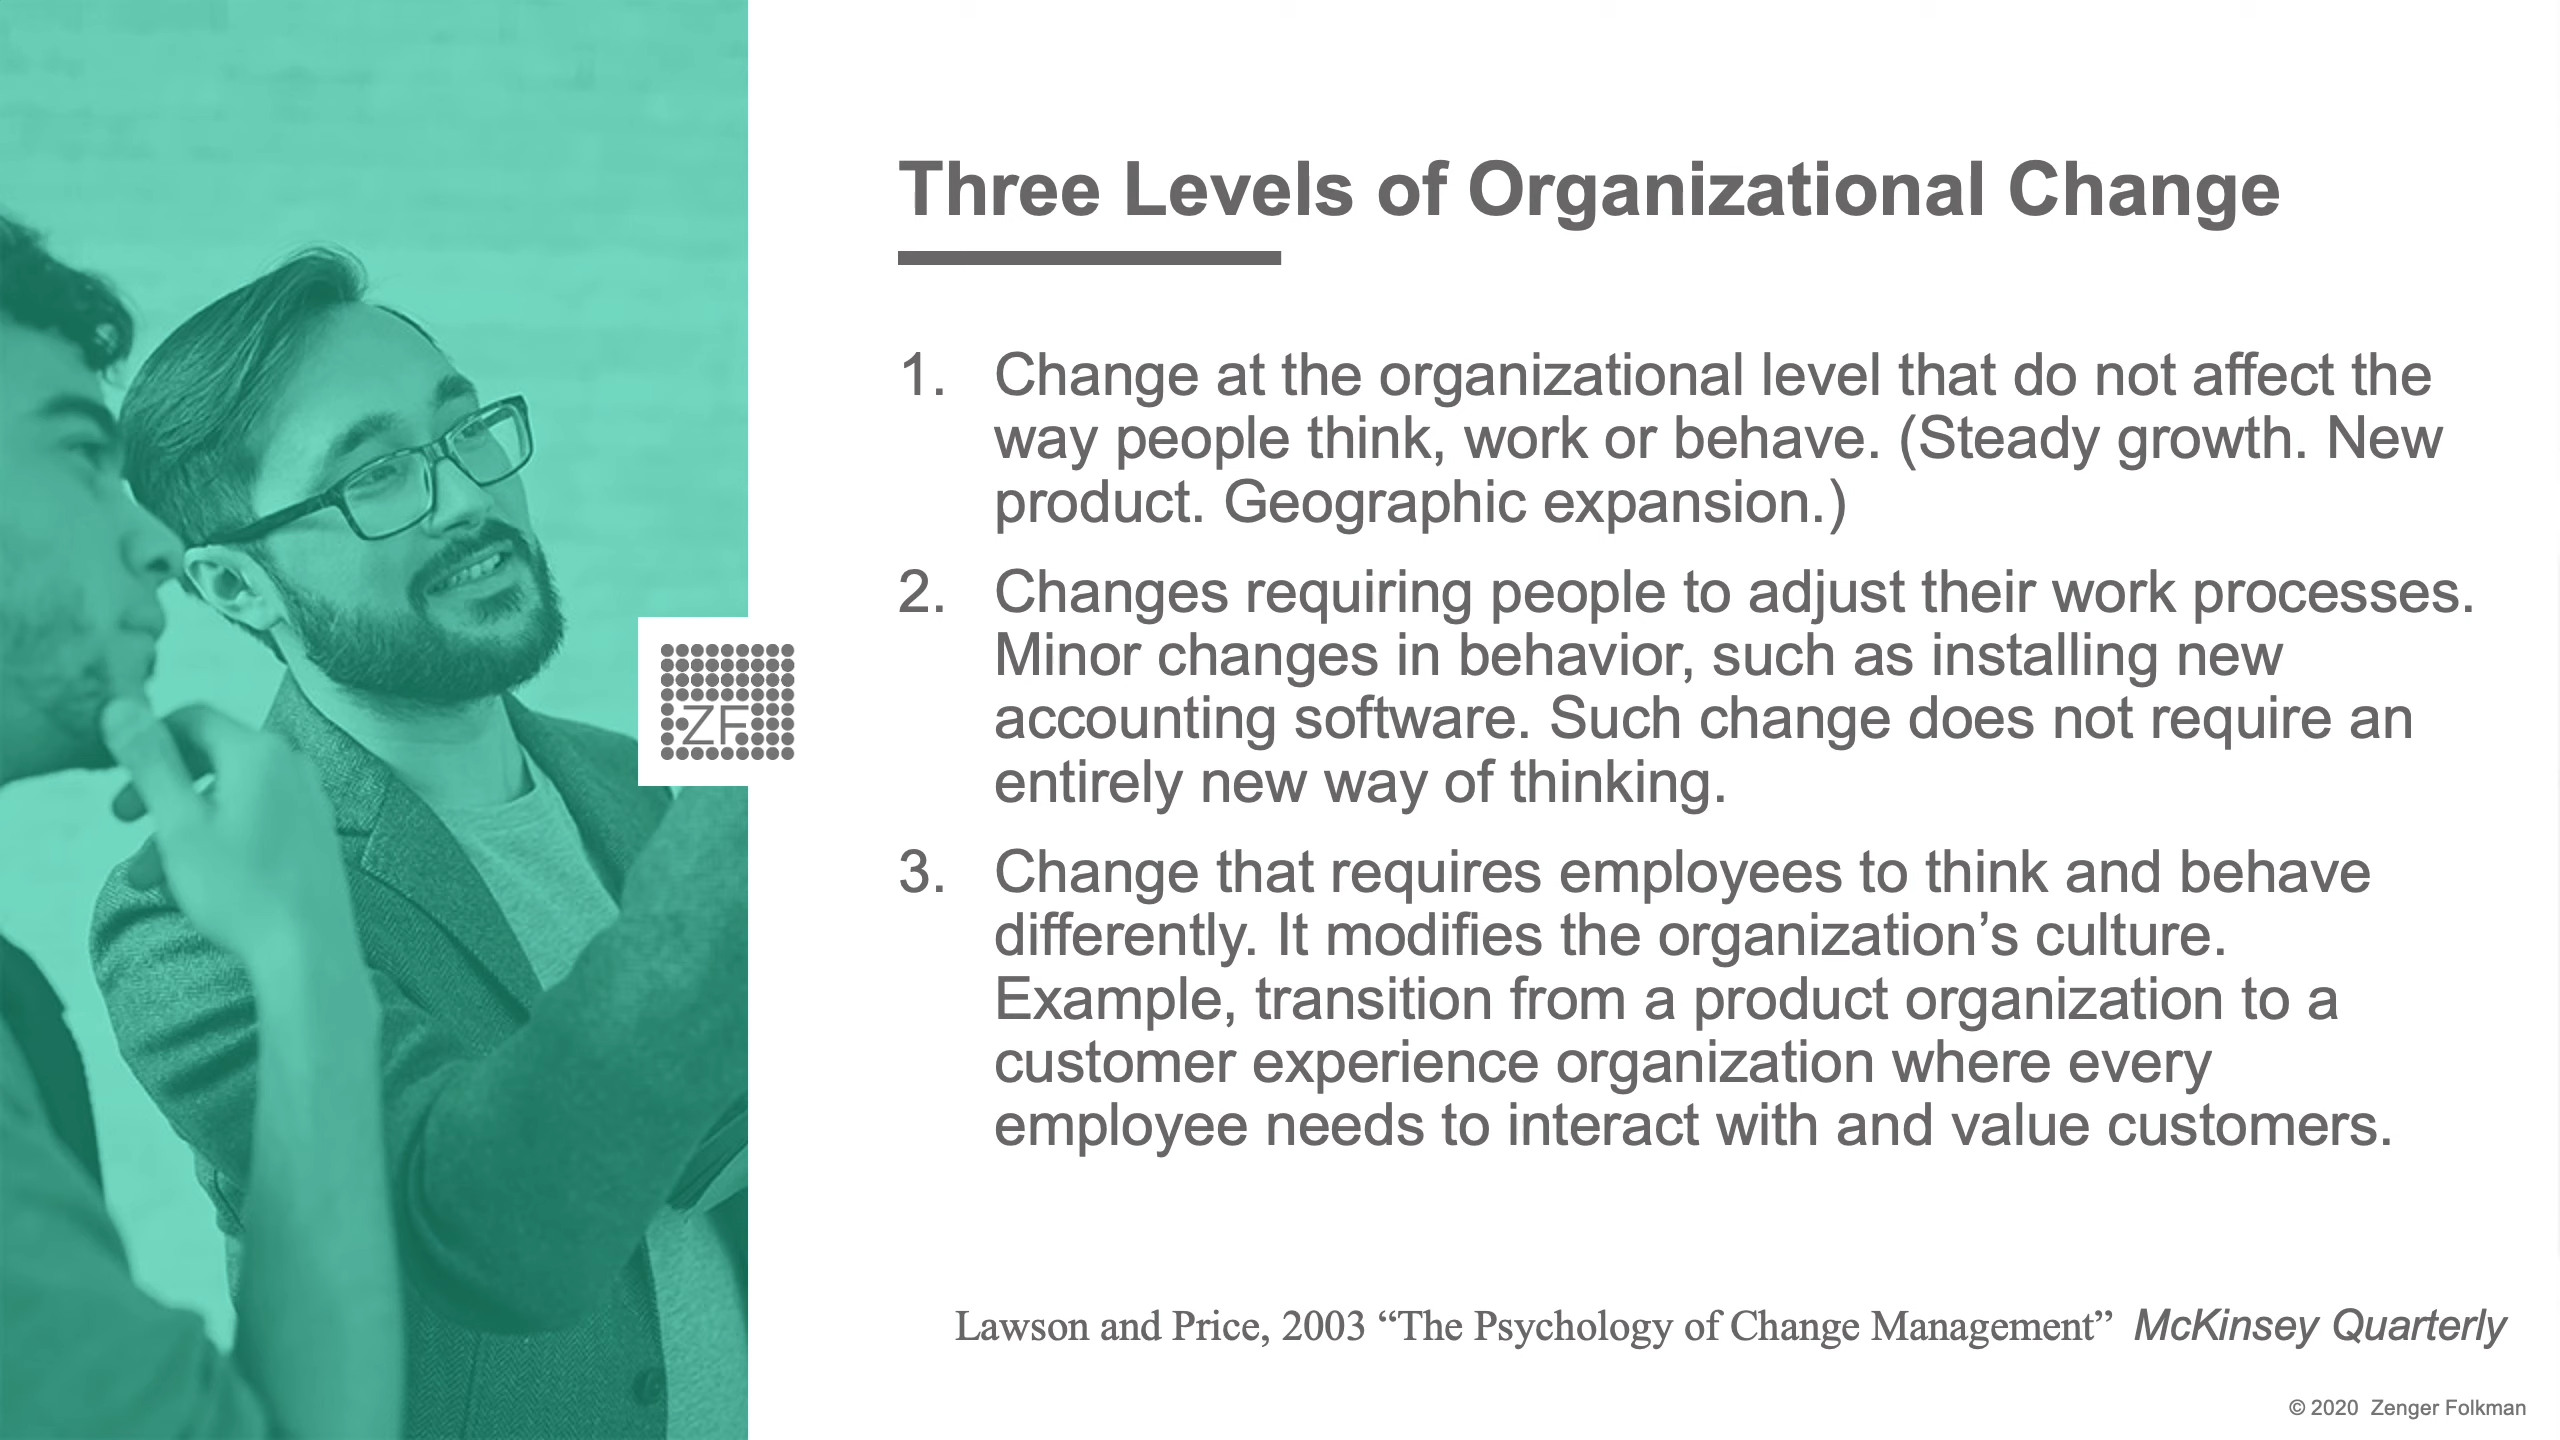 Three Levels of Organizational Change
1. Change at the organizational level that do not affect the
way people think, work or behave. (Steady growth. New
product. Geographic expansion.)
2. Changes requiring people to adjust their work processes.
Minor changes in behavior, such as installing new
accounting software. Such change does not require an
entirely new way of thinking.
3. Change that requires employees to think and behave
differently. It modifies the organization’s culture.
Example, transition from a product organization to a
customer experience organization where every
employee needs to interact with and value customers.
ZF
Lawson and Price, 2003 “The Psychology of Change Management” McKinsey Quarterly
© 2020 Zenger Folkman